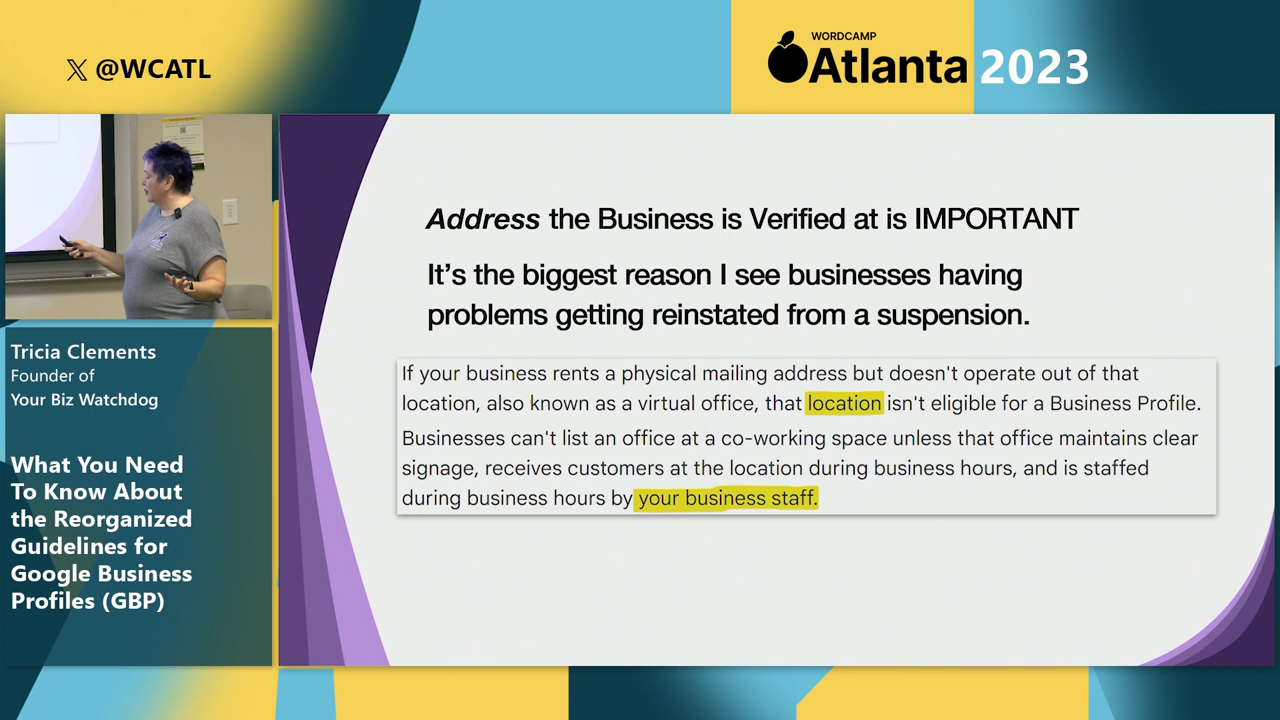 𝕏 @WCATL
WORDCAMP
Atlanta 2023
Address the Business is Verified at is IMPORTANT
It’s the biggest reason I see businesses having
problems getting reinstated from a suspension.
If your business rents a physical mailing address but doesn't operate out of that
location, also known as a virtual office, that location isn't eligible for a Business Profile.
Businesses can't list an office at a co-working space unless that office maintains clear
signage, receives customers at the location during business hours, and is staffed
during business hours by your business staff.
Tricia Clements
Founder of
Your Biz Watchdog
What You Need
To Know About
the Reorganized
Guidelines for
Google Business
Profiles (GBP)